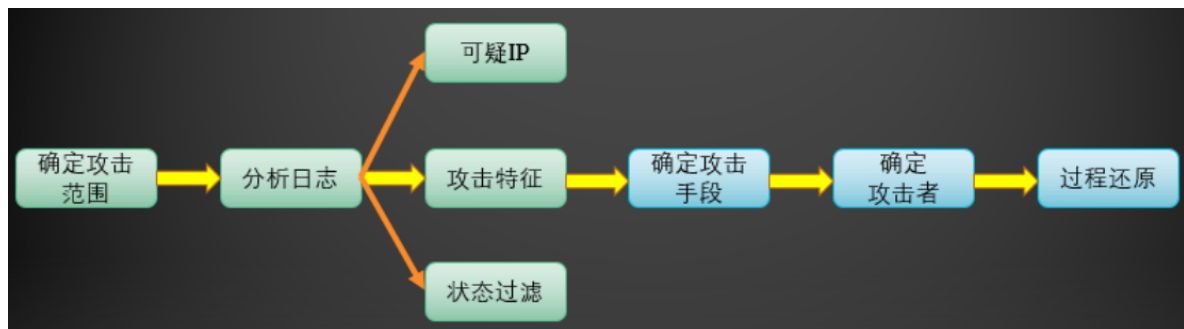 可疑IP
确定攻击
范围
分析日志
攻击特征
确定攻击
手段
确定
攻击者
过程还原
状态过滤